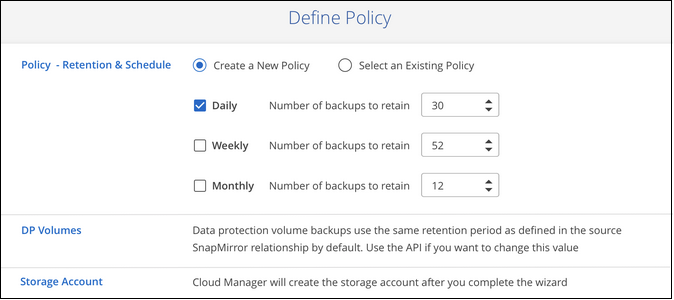 Define Policy
Policy - Retention & Schedule Create a New Policy Select an Existing Policy
Daily Number of backups to retain 30
Weekly Number of backups to retain 52
Monthly Number of backups to retain 12
DP Volumes Data protection volume backups use the same retention period as defined in the source
SnapMirror relationship by default. Use the API if you want to change this value
Storage Account Cloud Manager will create the storage account after you complete the wizard